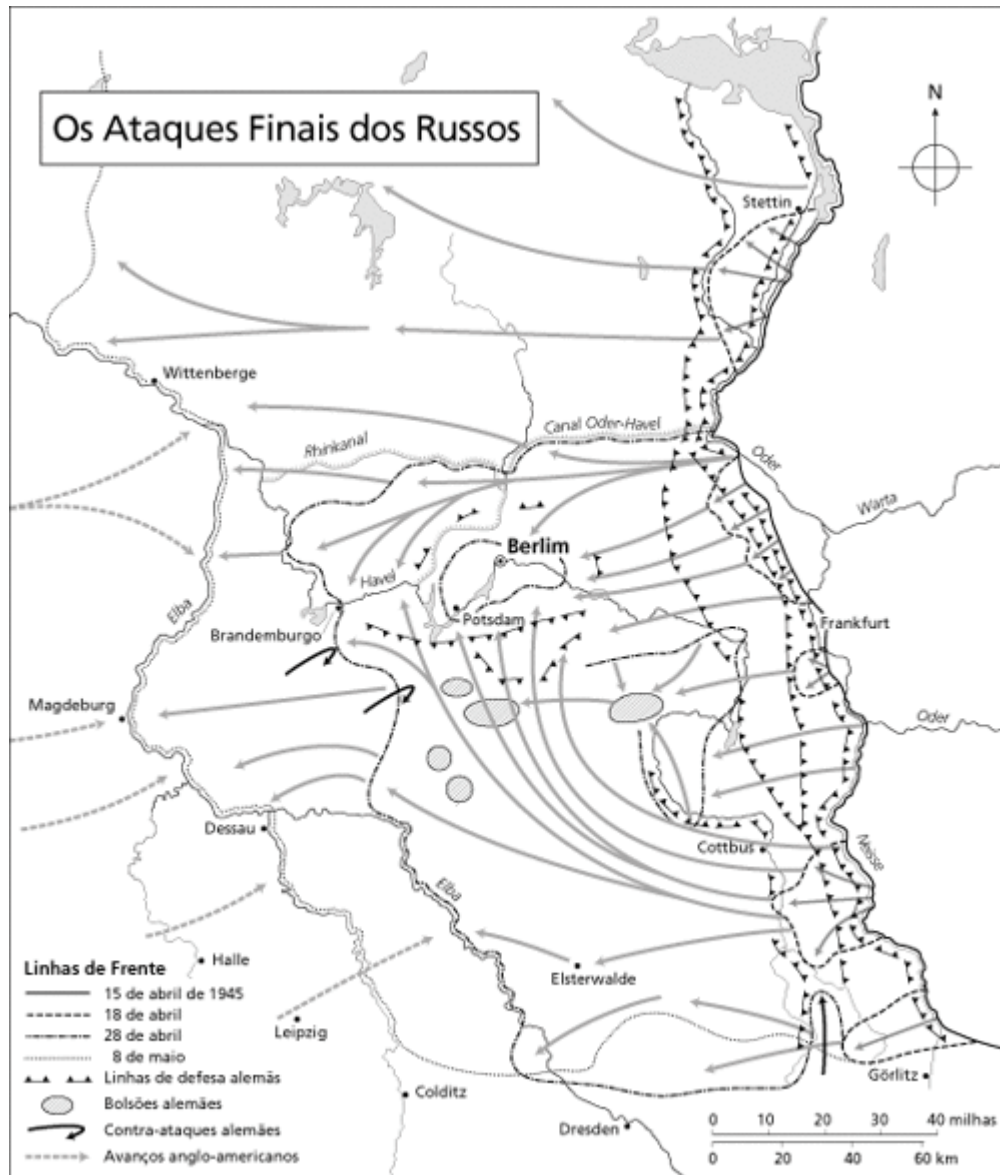 Os Ataques Finais dos Russos
N
Stettin
Wittenberge
Canal Oder-Havel
Rhinkanal
Oder
Warta
Berlim
Havel
Elba
Potsdam
Brandemburgo
Frankfurt
Magdeburg
Oder
Dessau
Cottbus
Neisse
Elba
Halle
Elsterwalde
Linhas de Frente
15 de abril de 1945
18 de abril
28 de abril
8 de maio
Linhas de defesa alemãs
Bolsões alemães
Contra-ataques alemães
Avanços anglo-americanos
Leipzig
Colditz
Görlitz
Dresden
0 10 20 30 40 milhas
0 20 40 60 km